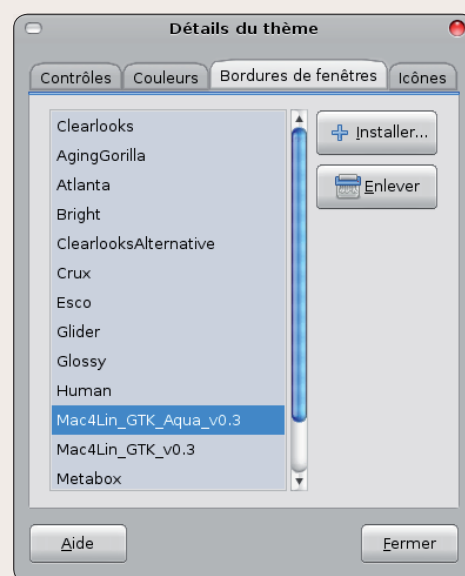 Détails du thème
Contrôles Couleurs Bordures de fenêtres Icônes
Clearlooks
AgingGorilla
Atlanta
Bright
ClearlooksAlternative
Crux
Esco
Glider
Glossy
Human
Mac4Lin_GTK_Aqua_v0.3
Mac4Lin_GTK_v0.3
Metabox
Installer...
Enlever
Aide Fermer